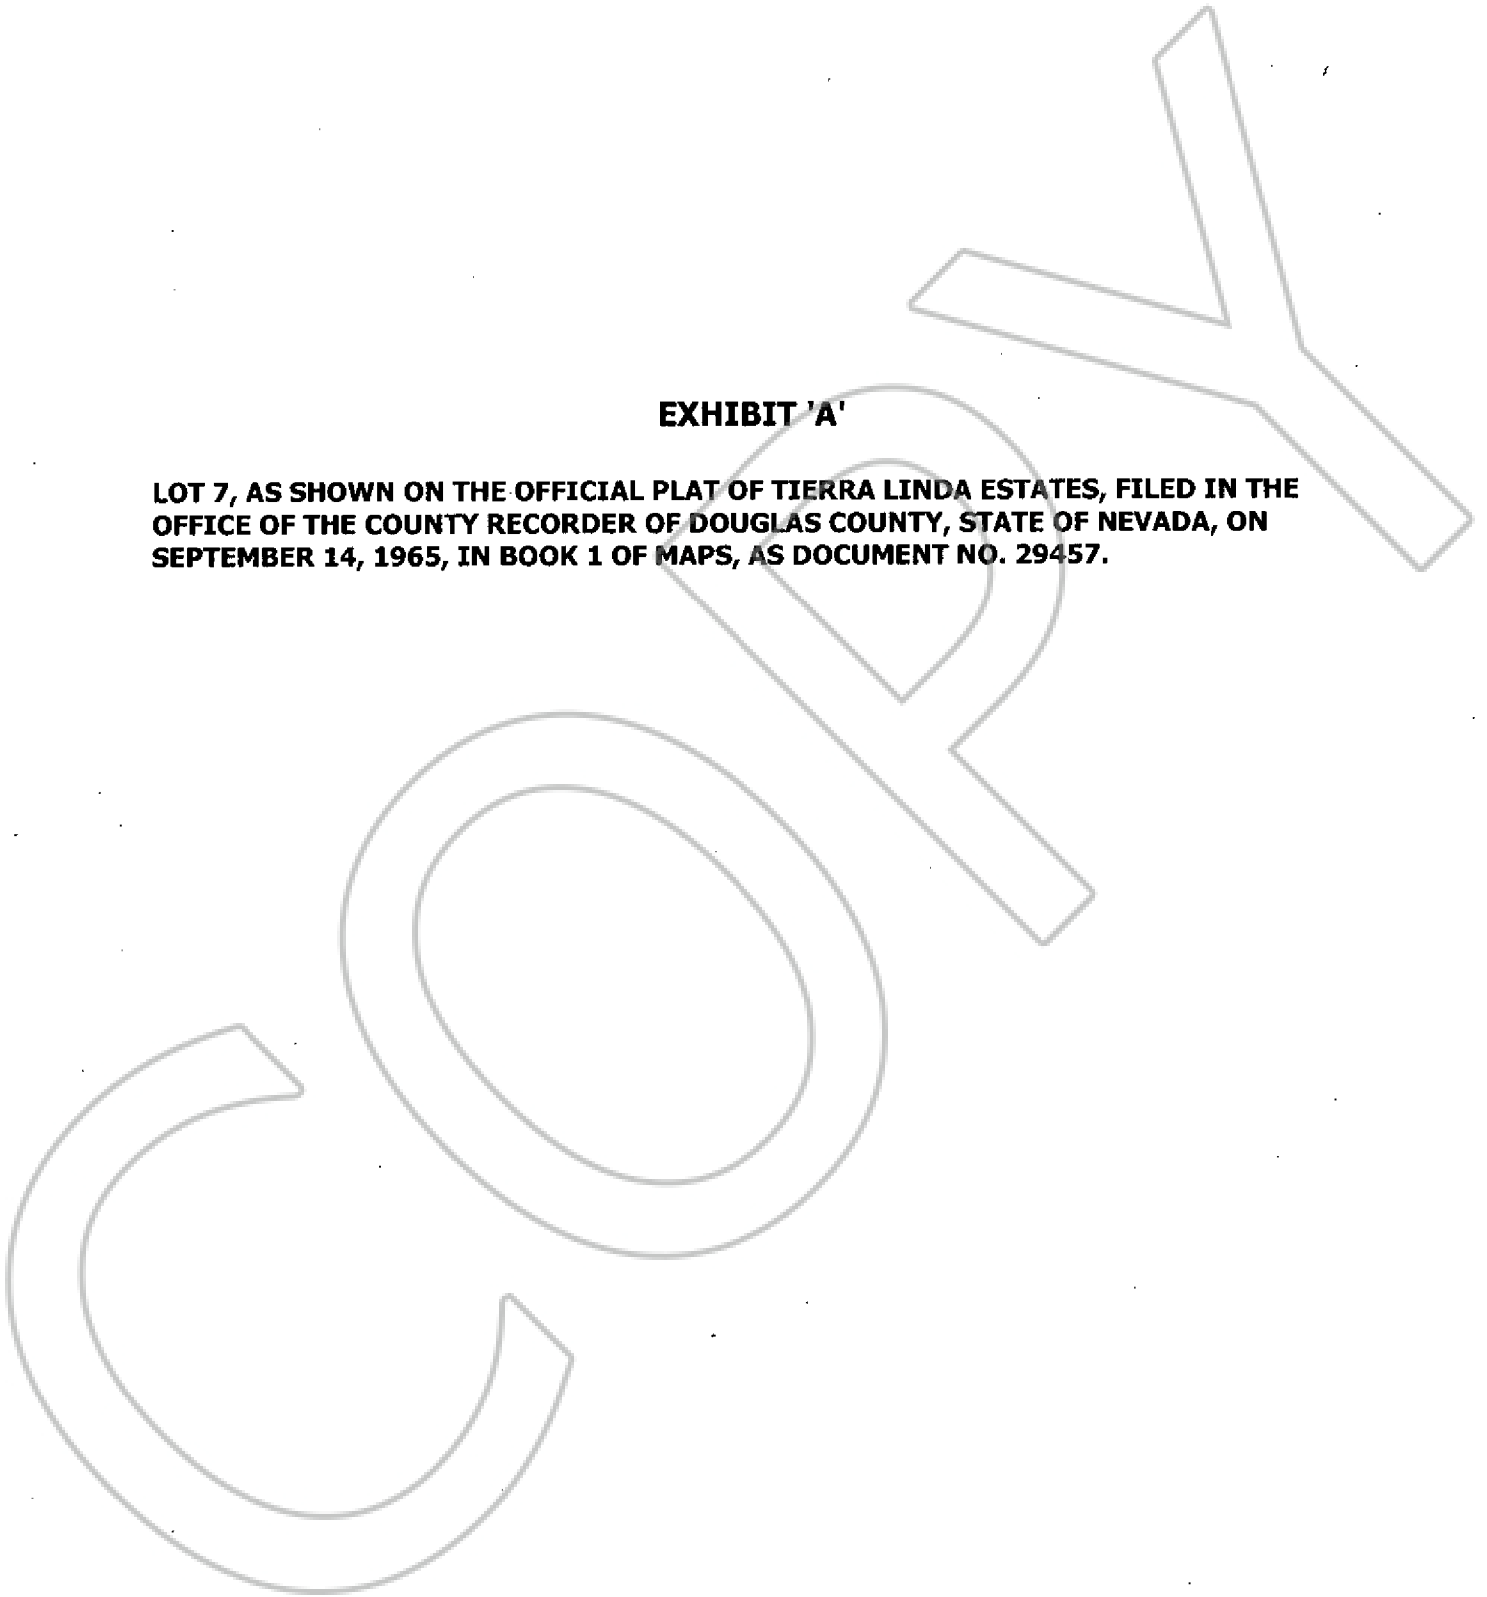 EXHIBIT 'A'
LOT 7, AS SHOWN ON THE OFFICIAL PLAT OF TIERRA LINDA ESTATES, FILED IN THE
OFFICE OF THE COUNTY RECORDER OF DOUGLAS COUNTY, STATE OF NEVADA, ON
SEPTEMBER 14, 1965, IN BOOK 1 OF MAPS, AS DOCUMENT NO. 29457.
COPY